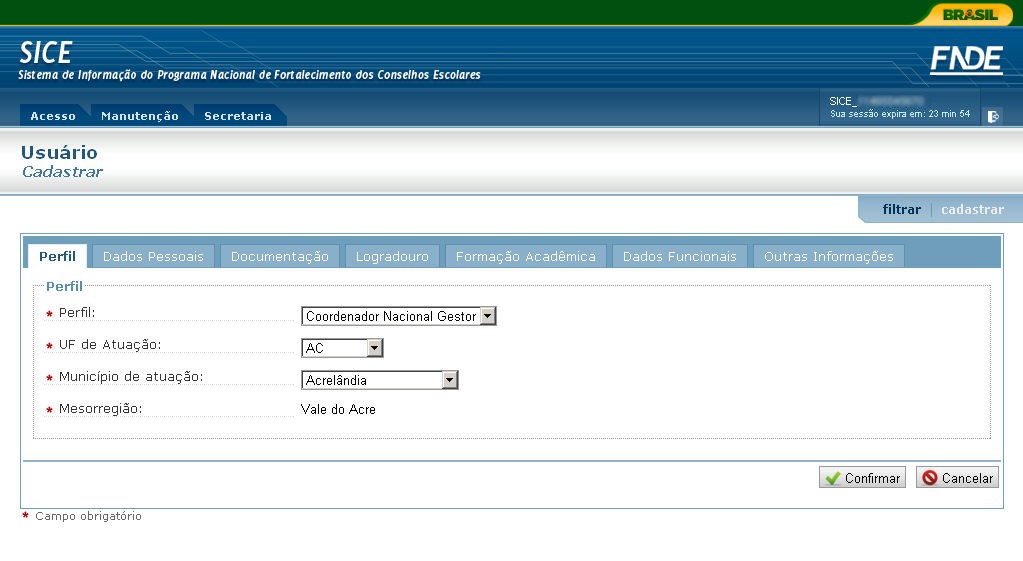 BRASIL
SICE
Sistema de Informação do Programa Nacional de Fortalecimento dos Conselhos Escolares
FNDE
Acesso Manutenção Secretaria
SICE_
Sua sessão expira em: 23 min 54
Usuário
Cadastrar
filtrar cadastrar
Perfil Dados Pessoais Documentação Logradouro Formação Acadêmica Dados Funcionais Outras Informações
Perfil
* Perfil: Coordenador Nacional Gestor
* UF de Atuação: AC
* Município de atuação: Acrelândia
* Mesorregião: Vale do Acre
Confirmar Cancelar
* Campo obrigatório